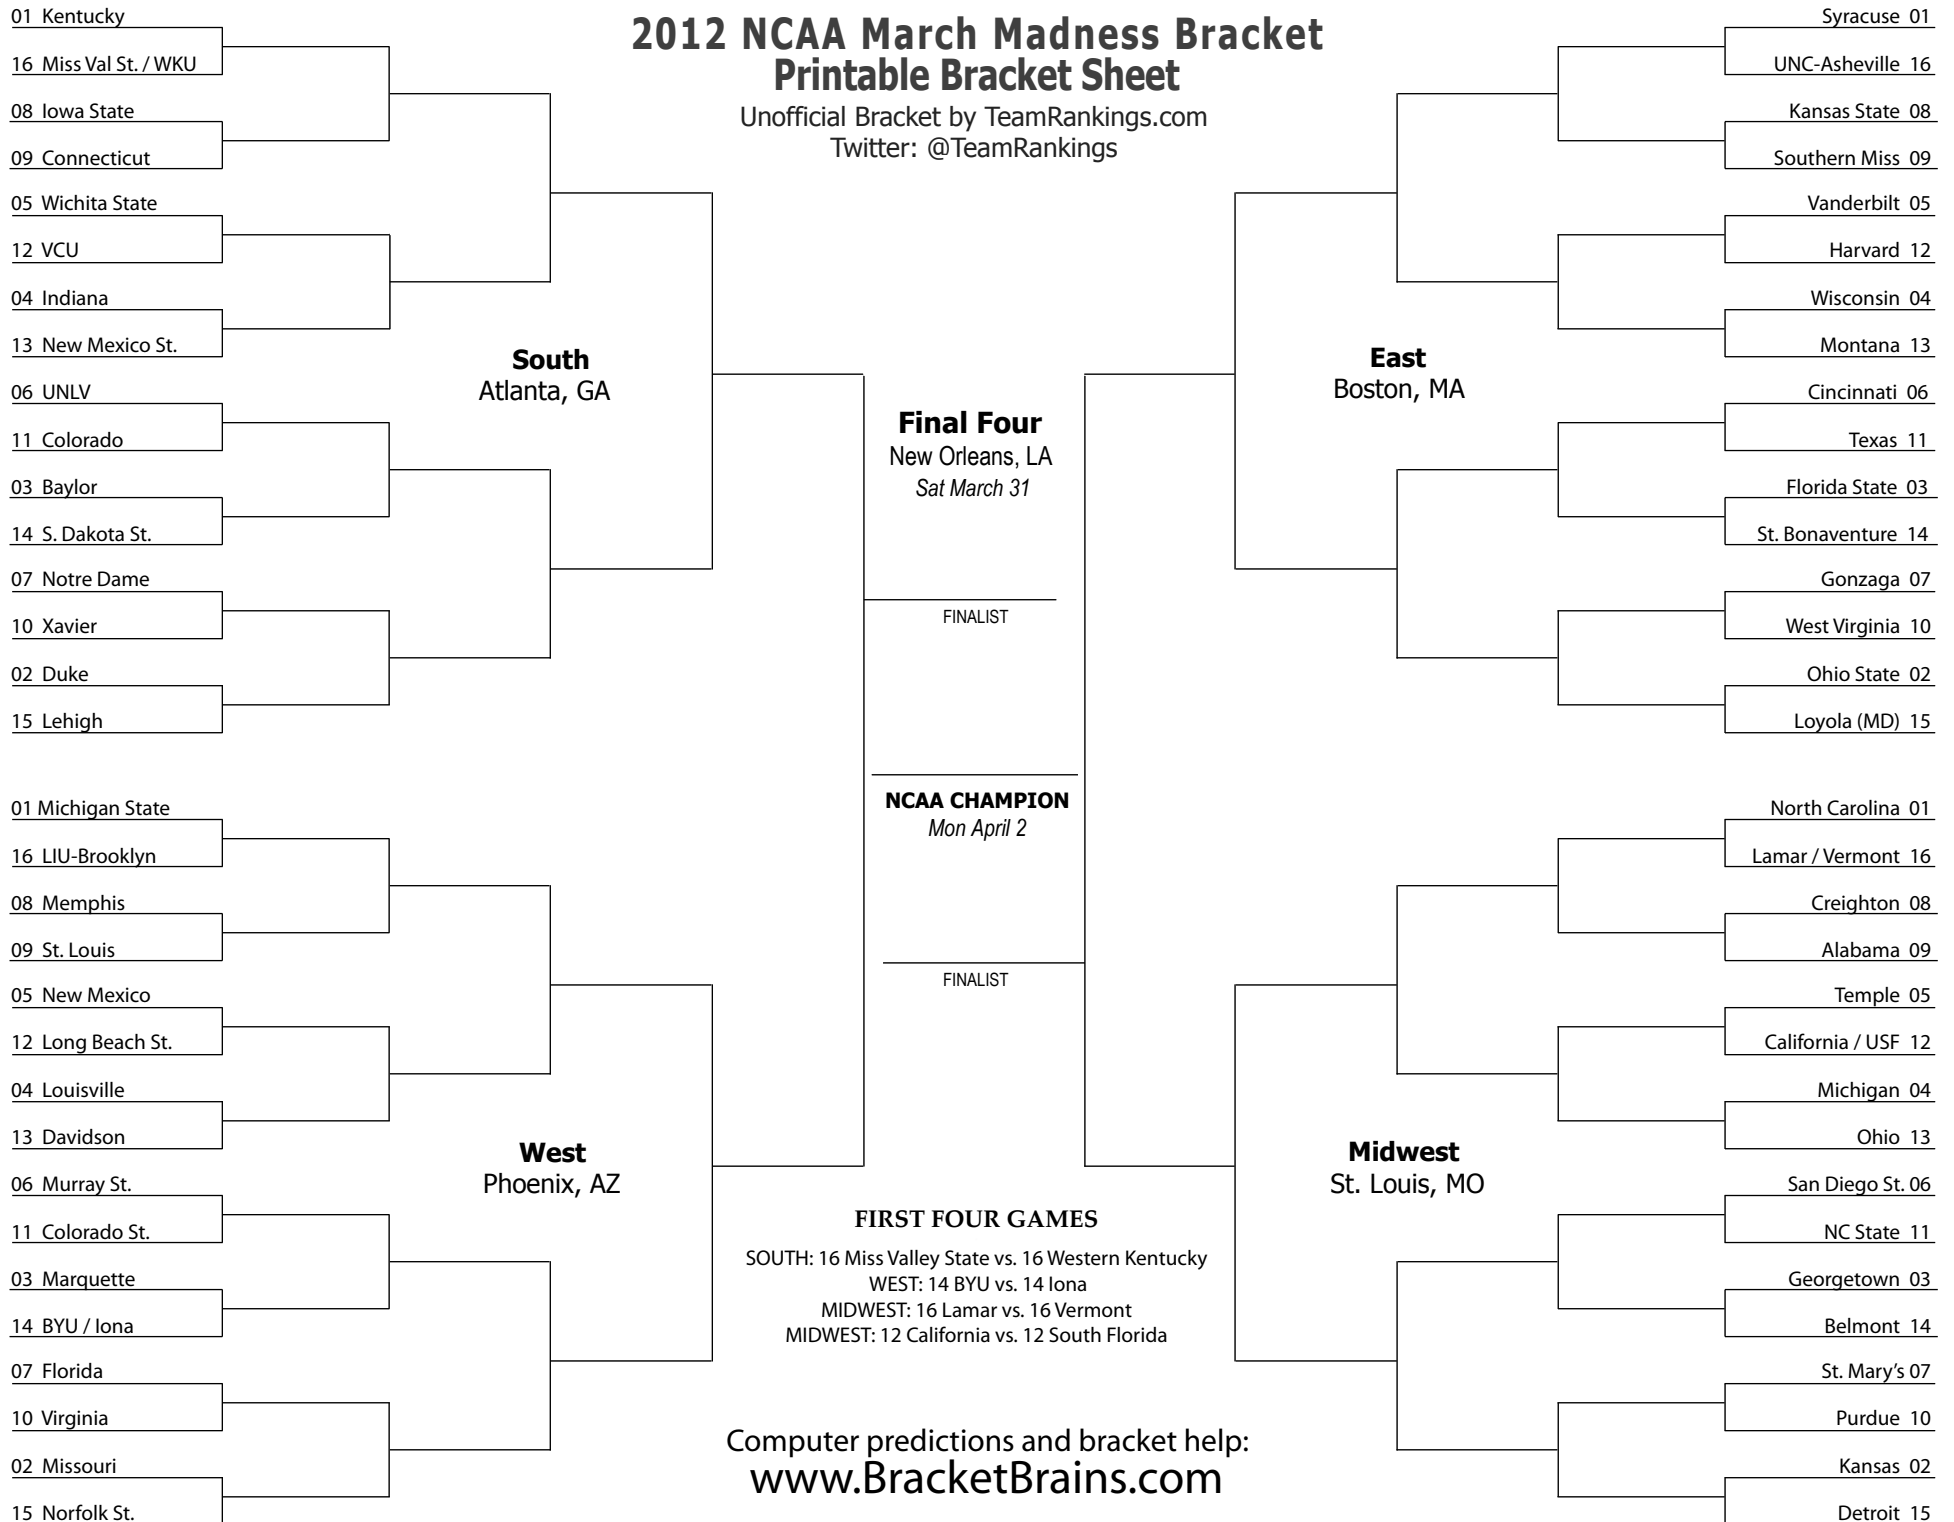 2012 NCAA March Madness Bracket
Printable Bracket Sheet
Unofficial Bracket by TeamRankings.com
Twitter: @TeamRankings
01 Kentucky
16 Miss Val St. / WKU
08 Iowa State
09 Connecticut
05 Wichita State
12 VCU
04 Indiana
13 New Mexico St.
06 UNLV
11 Colorado
03 Baylor
14 S. Dakota St.
07 Notre Dame
10 Xavier
02 Duke
15 Lehigh
South
Atlanta, GA
01 Michigan State
16 LIU-Brooklyn
08 Memphis
09 St. Louis
05 New Mexico
12 Long Beach St.
04 Louisville
13 Davidson
06 Murray St.
11 Colorado St.
03 Marquette
14 BYU / Iona
07 Florida
10 Virginia
02 Missouri
15 Norfolk St.
West
Phoenix, AZ
Final Four
New Orleans, LA
Sat March 31
FINALIST
NCAA CHAMPION
Mon April 2
FINALIST
FIRST FOUR GAMES
SOUTH: 16 Miss Valley State vs. 16 Western Kentucky
WEST: 14 BYU vs. 14 Iona
MIDWEST: 16 Lamar vs. 16 Vermont
MIDWEST: 12 California vs. 12 South Florida
Computer predictions and bracket help:
www.BracketBrains.com
Syracuse 01
UNC-Asheville 16
Kansas State 08
Southern Miss 09
Vanderbilt 05
Harvard 12
Wisconsin 04
Montana 13
Cincinnati 06
Texas 11
Florida State 03
St. Bonaventure 14
Gonzaga 07
West Virginia 10
Ohio State 02
Loyola (MD) 15
East
Boston, MA
North Carolina 01
Lamar / Vermont 16
Creighton 08
Alabama 09
Temple 05
California / USF 12
Michigan 04
Ohio 13
San Diego St. 06
NC State 11
Georgetown 03
Belmont 14
St. Mary's 07
Purdue 10
Kansas 02
Detroit 15
Midwest
St. Louis, MO